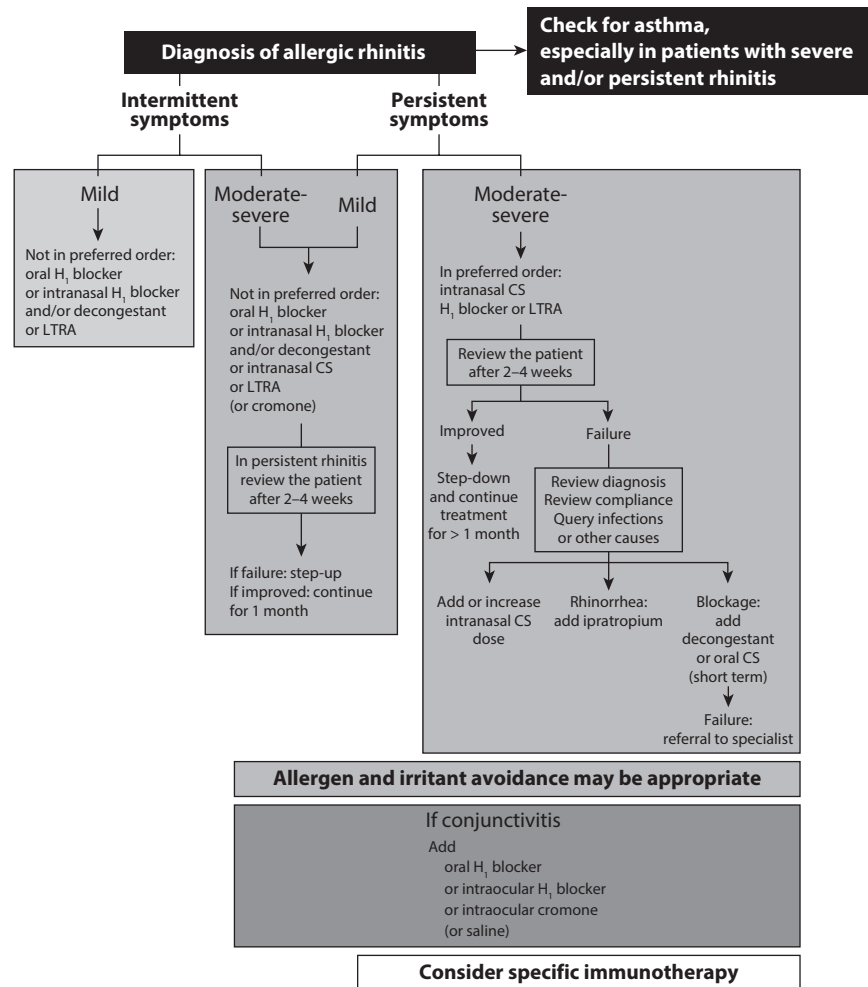 Diagnosis of allergic rhinitis
Check for asthma,
especially in patients with severe
and/or persistent rhinitis
Intermittent
symptoms
Persistent
symptoms
Mild
Not in preferred order:
oral H₁ blocker
or intranasal H₁ blocker
and/or decongestant
or LTRA
Moderate-
severe
Mild
Not in preferred order:
oral H₁ blocker
or intranasal H₁ blocker
and/or decongestant
or intranasal CS
or LTRA
(or cromone)
In persistent rhinitis
review the patient
after 2–4 weeks
If failure: step-up
If improved: continue
for 1 month
Moderate-
severe
In preferred order:
intranasal CS
H₁ blocker or LTRA
Review the patient
after 2–4 weeks
Improved
Step-down
and continue
treatment
for > 1 month
Failure
Review diagnosis
Review compliance
Query infections
or other causes
Add or increase
intranasal CS
dose
Rhinorrhea:
add ipratropium
Blockage:
add
decongestant
or oral CS
(short term)
Failure:
referral to specialist
Allergen and irritant avoidance may be appropriate
If conjunctivitis
Add
oral H₁ blocker
or intraocular H₁ blocker
or intraocular cromone
(or saline)
Consider specific immunotherapy